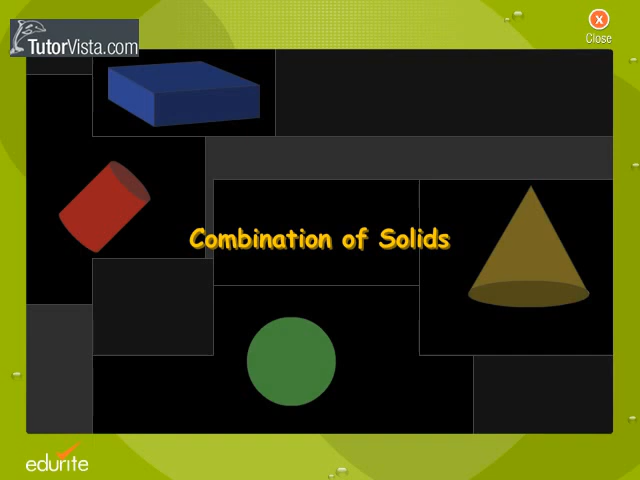 TutorVista.com
X
Close
Combination of Solids
edurite